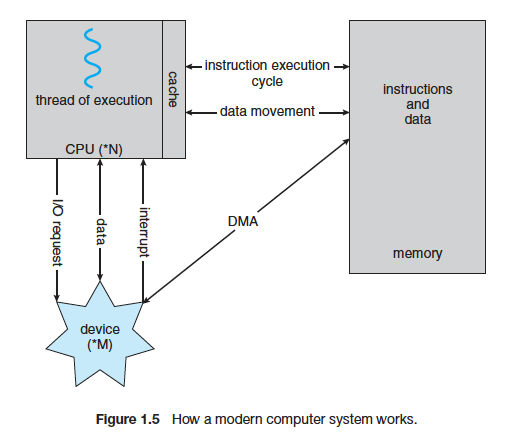 thread of execution
cache
CPU (*N)
instruction execution
cycle
data movement
instructions
and
data
memory
I/O request
data
interrupt
DMA
device
(*M)
Figure 1.5 How a modern computer system works.